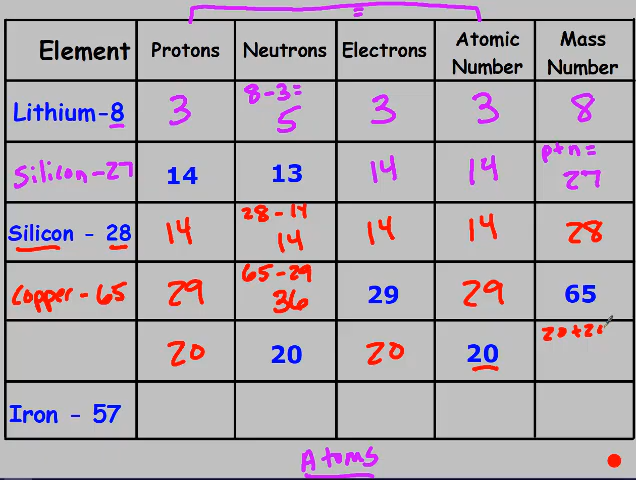 =
Element Protons Neutrons Electrons Atomic Number Mass Number
8-3=
Lithium-8 3 5 3 3 8
p+n=
Silicon-27 14 13 14 14 27
28-14
Silicon - 28 14 14 14 14 28
65-29
Copper-65 29 36 29 29 65
20+20
20 20 20 20
Iron - 57
Atoms